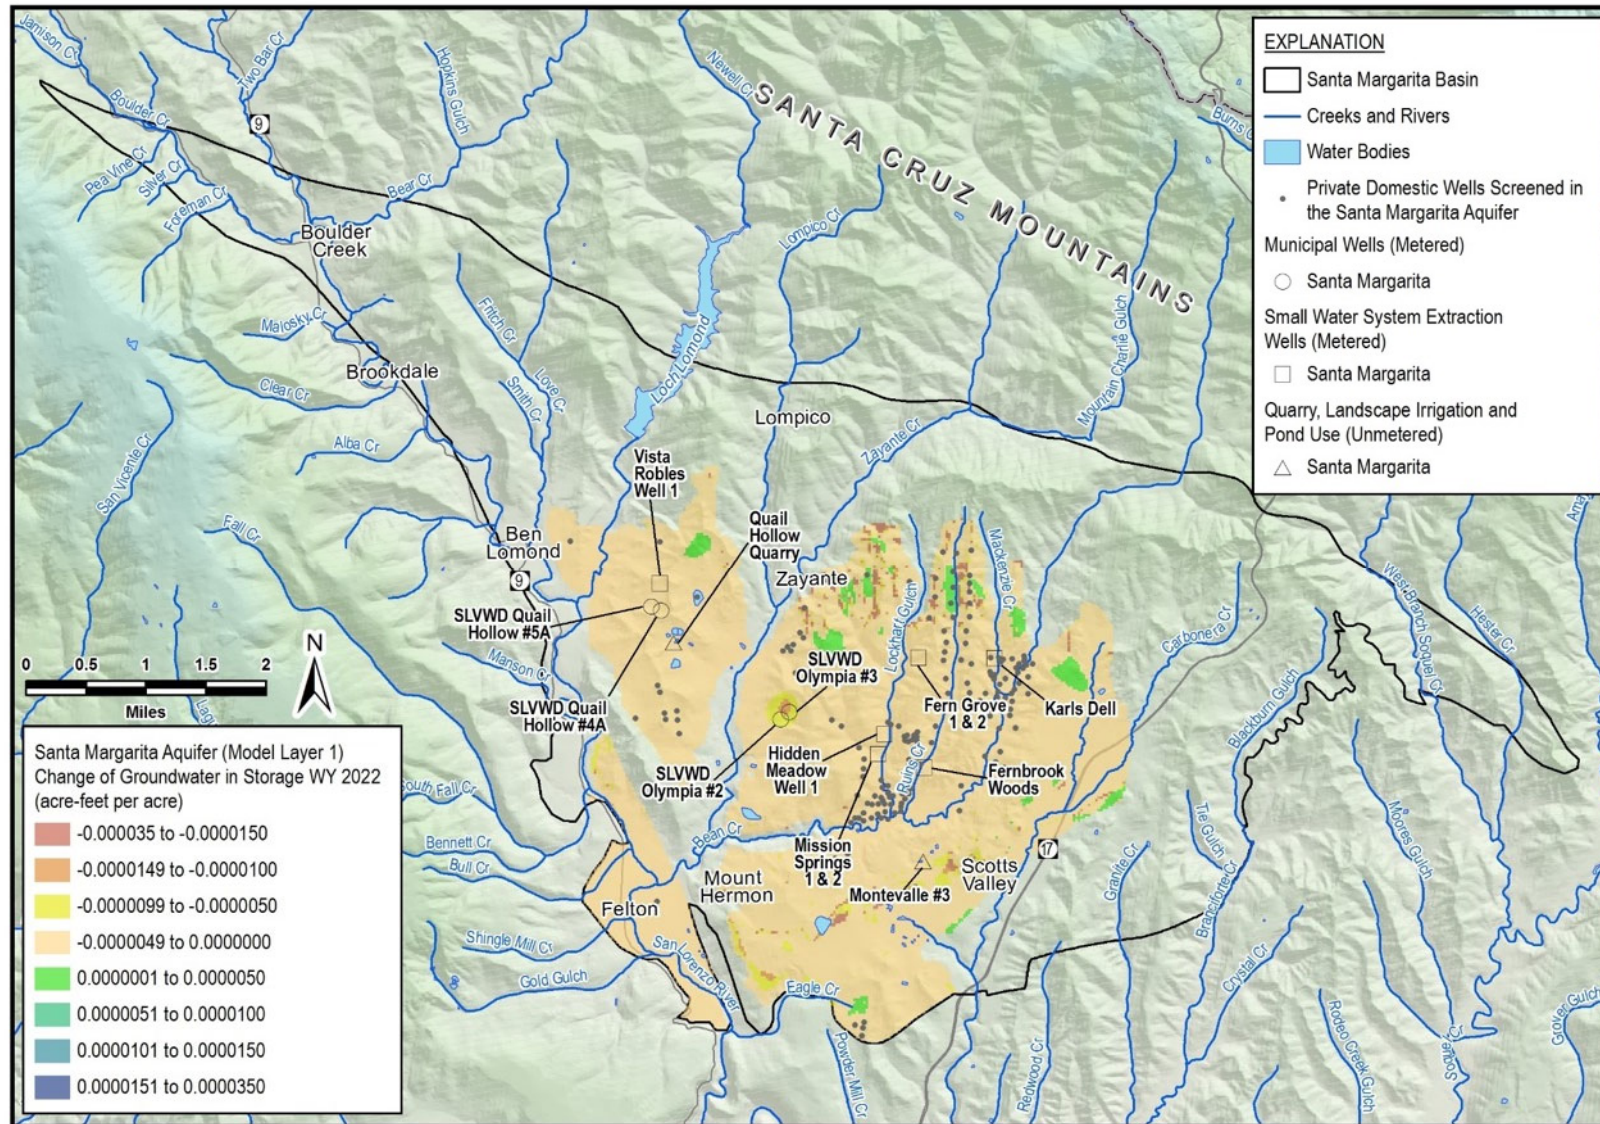 EXPLANATION
Santa Margarita Basin
Creeks and Rivers
Water Bodies
Private Domestic Wells Screened in
the Santa Margarita Aquifer
Municipal Wells (Metered)
Santa Margarita
Small Water System Extraction
Wells (Metered)
Santa Margarita
Quarry, Landscape Irrigation and
Pond Use (Unmetered)
Santa Margarita
Jamison Cr
Two Bar Cr
Hopkins Gulch
Newell Cr
SANTA CRUZ MOUNTAINS
Boulder Cr
9
Pea Vine Cr
Silver Cr
Foreman Cr
Bear Cr
Boulder
Creek
Lompico Cr
Malosky Cr
Fritch Cr
Loch Lomond
Mountain Charlie Gulch
Brookdale
Clear Cr
Smith Cr
Love Cr
Lompico
Zayante Cr
Alba Cr
San Vicente Cr
Vista
Robles
Well 1
Fall Cr
Ben
Lomond
9
Quail
Hollow
Quarry
Zayante
Mackenzie Cr
Lockhart Gulch
West Branch Soquel Cr
Hester Cr
Carbonera Cr
SLVWD Quail
Hollow #5A
Manson Cr
SLVWD
Olympia #3
N
0 0.5 1 1.5 2
Miles
SLVWD Quail
Hollow #4A
Fern Grove
1 & 2
Karls Dell
Blackburn Gulch
SLVWD
Olympia #2
Hidden
Meadow
Well 1
Ruins Cr
Fernbrook
Woods
South Fall Cr
Bennett Cr
Bull Cr
Bean Cr
Mission
Springs
1 & 2
Montevalle #3
Scotts
Valley
17
Tie Gulch
Moores Gulch
Granite Cr
Branciforte Cr
Mount
Hermon
Felton
Shingle Mill Cr
Gold Gulch
San Lorenzo River
Eagle Cr
Crystal Cr
Powder Mill Cr
Redwood Cr
Rodeo Creek Gulch
Soquel Cr
Grover Gulch
Santa Margarita Aquifer (Model Layer 1)
Change of Groundwater in Storage WY 2022
(acre-feet per acre)
-0.000035 to -0.0000150
-0.0000149 to -0.0000100
-0.0000099 to -0.0000050
-0.0000049 to 0.0000000
0.0000001 to 0.0000050
0.0000051 to 0.0000100
0.0000101 to 0.0000150
0.0000151 to 0.0000350